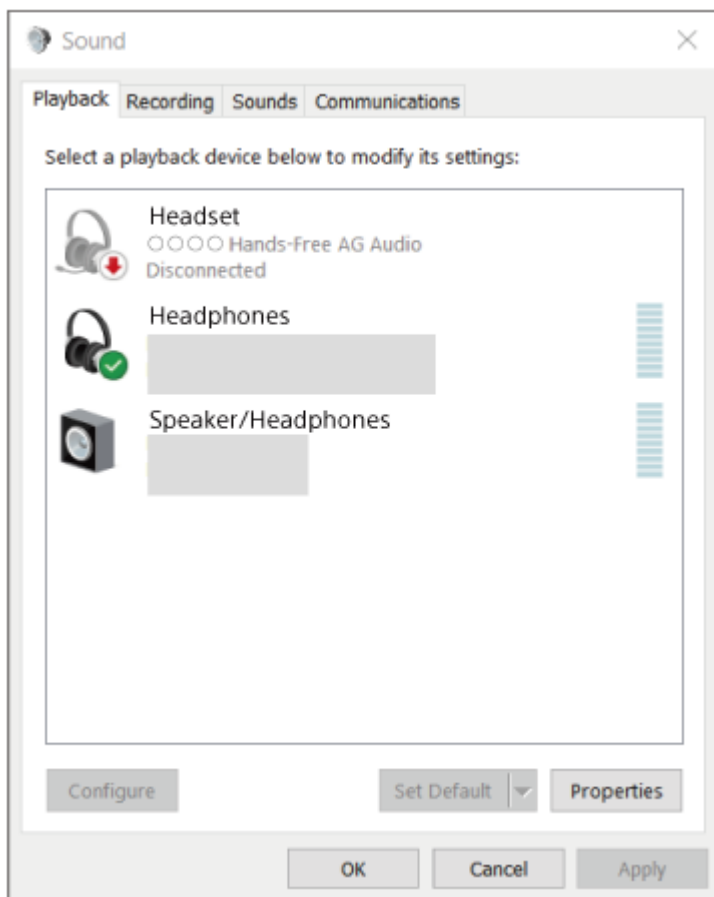 Sound
Playback Recording Sounds Communications
Select a playback device below to modify its settings:
Headset
○○○○ Hands-Free AG Audio
Disconnected
Headphones
Speaker/Headphones
Configure Set Default Properties
OK Cancel Apply